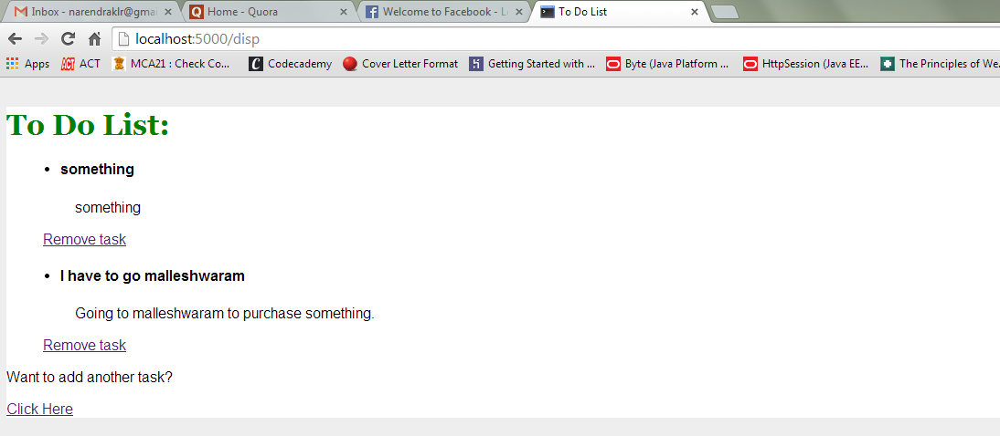 Inbox - narendraklr@gmai
Home - Quora
Welcome to Facebook - L
To Do List
localhost:5000/disp
Apps
ACT
MCA21 : Check Co...
Codecademy
Cover Letter Format
Getting Started with ...
Byte (Java Platform ...
HttpSession (Java EE...
The Principles of We.
To Do List:
• something
something
Remove task
• I have to go malleshwaram
Going to malleshwaram to purchase something.
Remove task
Want to add another task?
Click Here